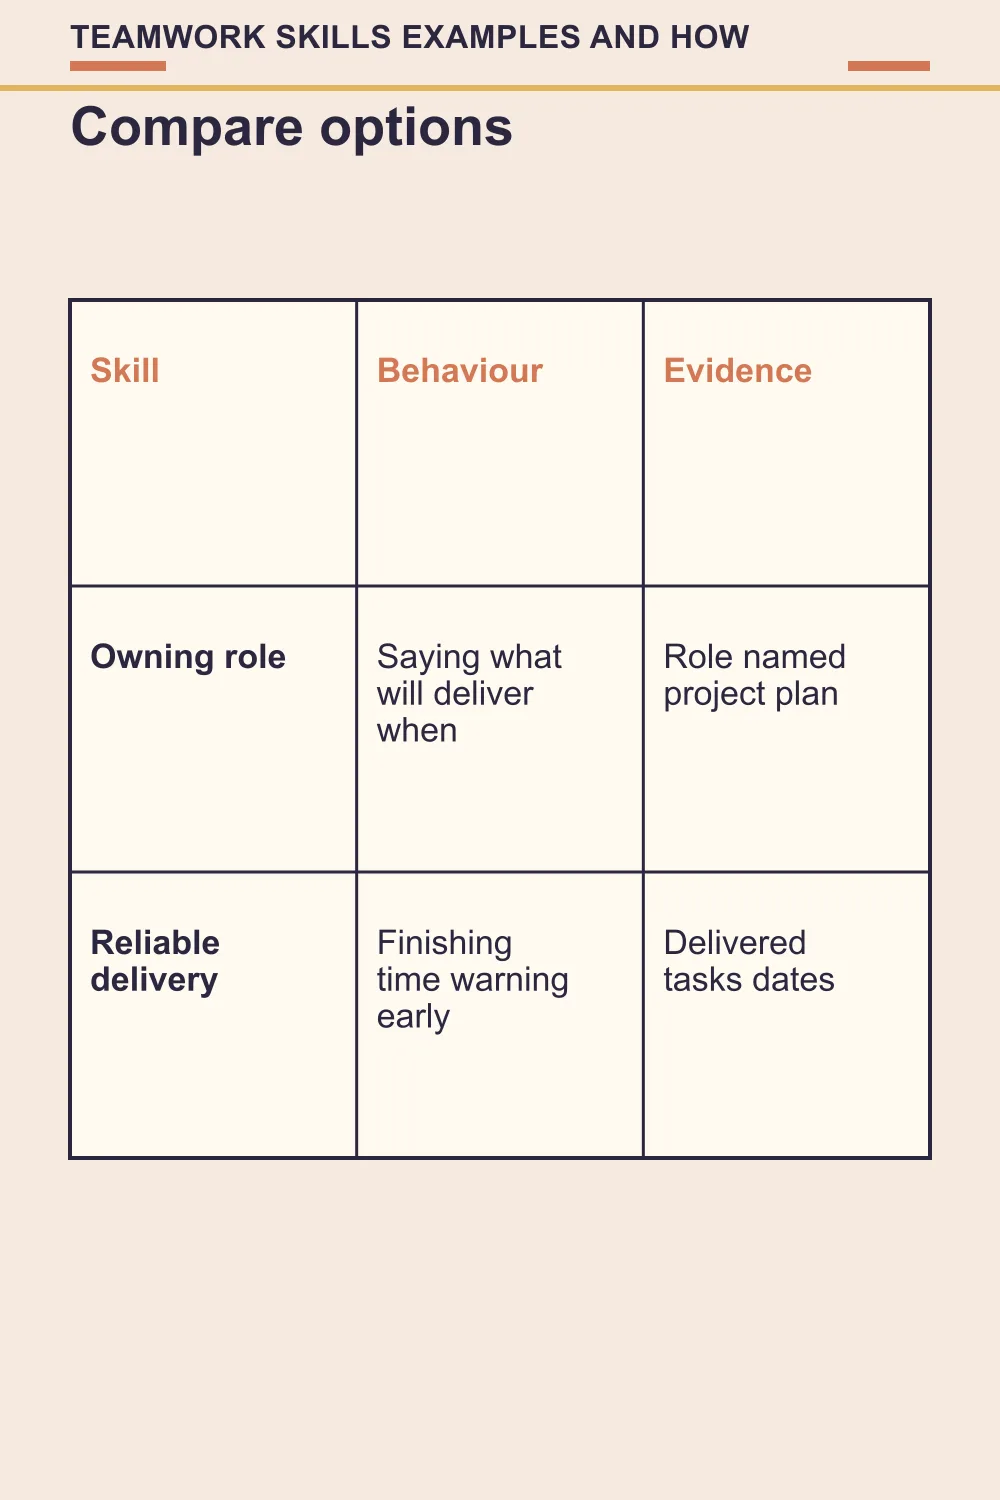 TEAMWORK SKILLS EXAMPLES AND HOW
Compare options
Skill
Behaviour
Evidence
Owning role
Saying what
will deliver
when
Role named
project plan
Reliable
delivery
Finishing
time warning
early
Delivered
tasks dates